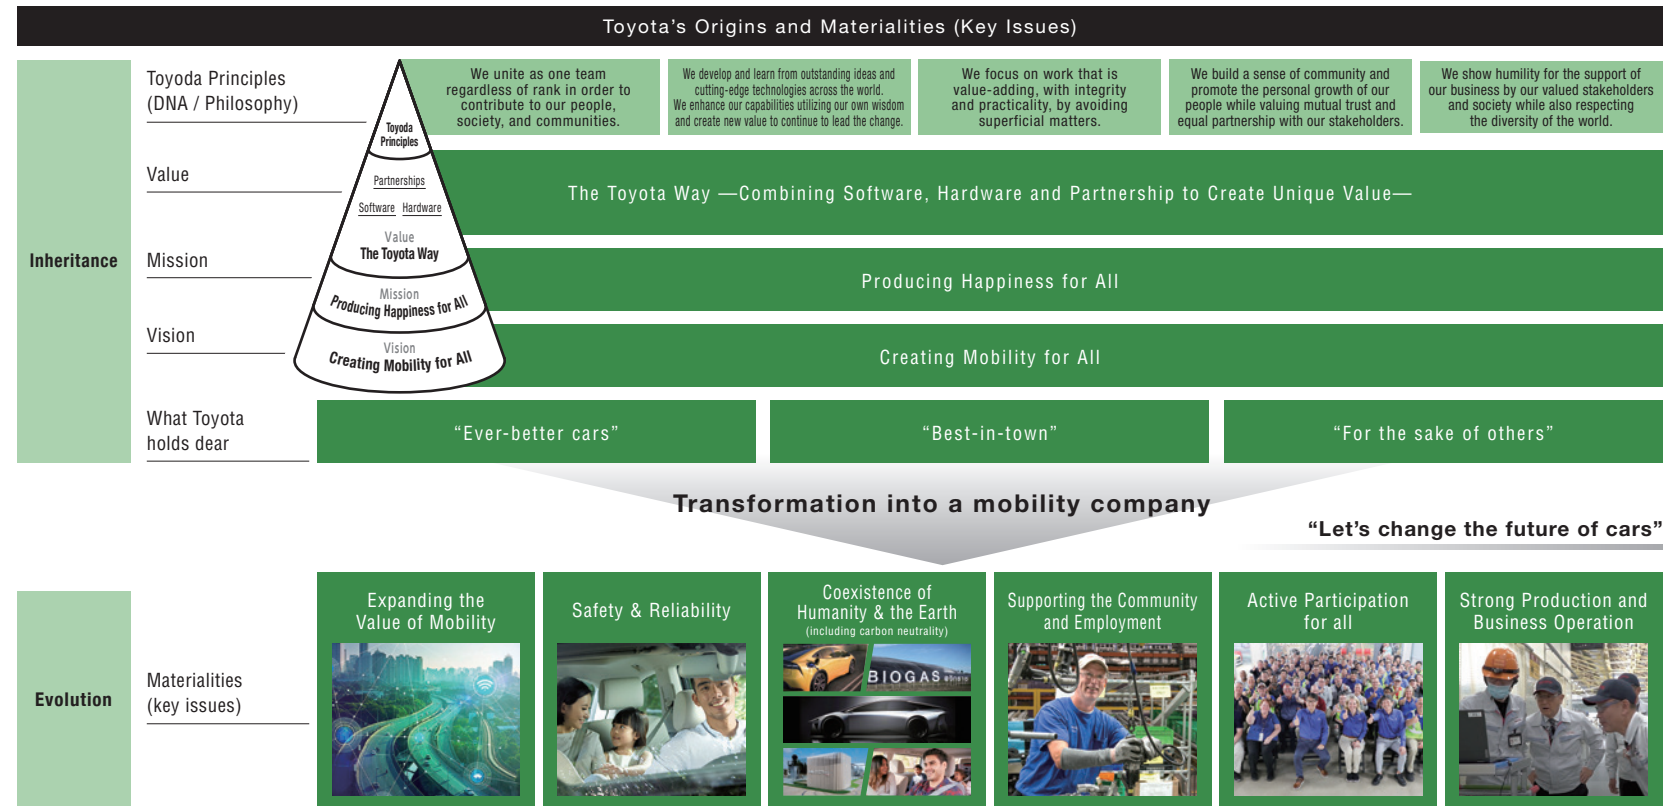 Toyota's Origins and Materialities (Key Issues)
Inheritance
Toyoda Principles
(DNA / Philosophy)
Toyoda
Principles
We unite as one team
regardless of rank in order to
contribute to our people,
society, and communities.
We develop and learn from outstanding ideas and
cutting-edge technologies across the world.
We enhance our capabilities utilizing our own wisdom
and create new value to continue to lead the change.
We focus on work that is
value-adding, with integrity
and practicality, by avoiding
superficial matters.
We build a sense of community and
promote the personal growth of our
people while valuing mutual trust and
equal partnership with our stakeholders.
We show humility for the support of
our business by our valued stakeholders
and society while also respecting
the diversity of the world.
Value
Partnerships
Software Hardware
Value
The Toyota Way
The Toyota Way —Combining Software, Hardware and Partnership to Create Unique Value—
Mission
Mission
Producing Happiness for All
Producing Happiness for All
Vision
Vision
Creating Mobility for All
Creating Mobility for All
What Toyota
holds dear
“Ever-better cars”
“Best-in-town”
“For the sake of others”
Transformation into a mobility company
“Let's change the future of cars”
Evolution
Materialities
(key issues)
Expanding the
Value of Mobility
Safety & Reliability
Coexistence of
Humanity & the Earth
(including carbon neutrality)
BIOGAS
Supporting the Community
and Employment
Active Participation
for all
Strong Production and
Business Operation